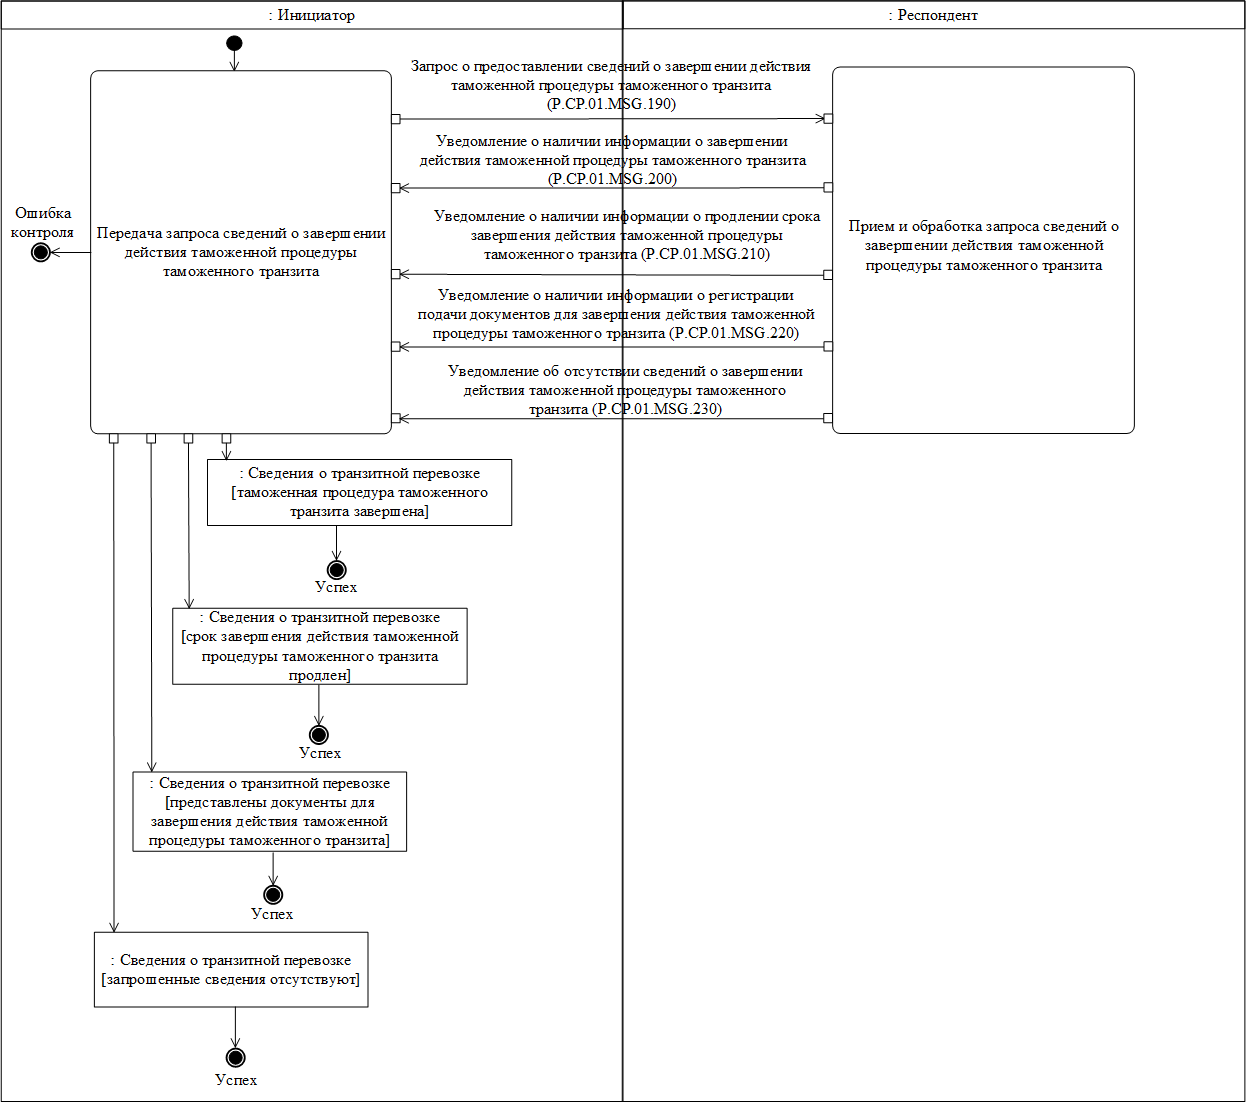 : Инициатор
: Респондент
Запрос о предоставлении сведений о завершении действия
таможенной процедуры таможенного транзита
(P.CP.01.MSG.190)
Уведомление о наличии информации о завершении
действия таможенной процедуры таможенного транзита
(P.CP.01.MSG.200)
Уведомление о наличии информации о продлении срока
завершения действия таможенной процедуры
таможенного транзита (P.CP.01.MSG.210)
Уведомление о наличии информации о регистрации
подачи документов для завершения действия таможенной
процедуры таможенного транзита (P.CP.01.MSG.220)
Уведомление об отсутствии сведений о завершении
действия таможенной процедуры таможенного
транзита (P.CP.01.MSG.230)
Ошибка
контроля
Передача запроса сведений о завершении
действия таможенной процедуры
таможенного транзита
Прием и обработка запроса сведений о
завершении действия таможенной
процедуры таможенного транзита
: Сведения о транзитной перевозке
[таможенная процедура таможенного
транзита завершена]
Успех
: Сведения о транзитной перевозке
[срок завершения действия таможенной
процедуры таможенного транзита
продлен]
Успех
: Сведения о транзитной перевозке
[представлены документы для
завершения действия таможенной
процедуры таможенного транзита]
Успех
: Сведения о транзитной перевозке
[запрошенные сведения отсутствуют]
Успех